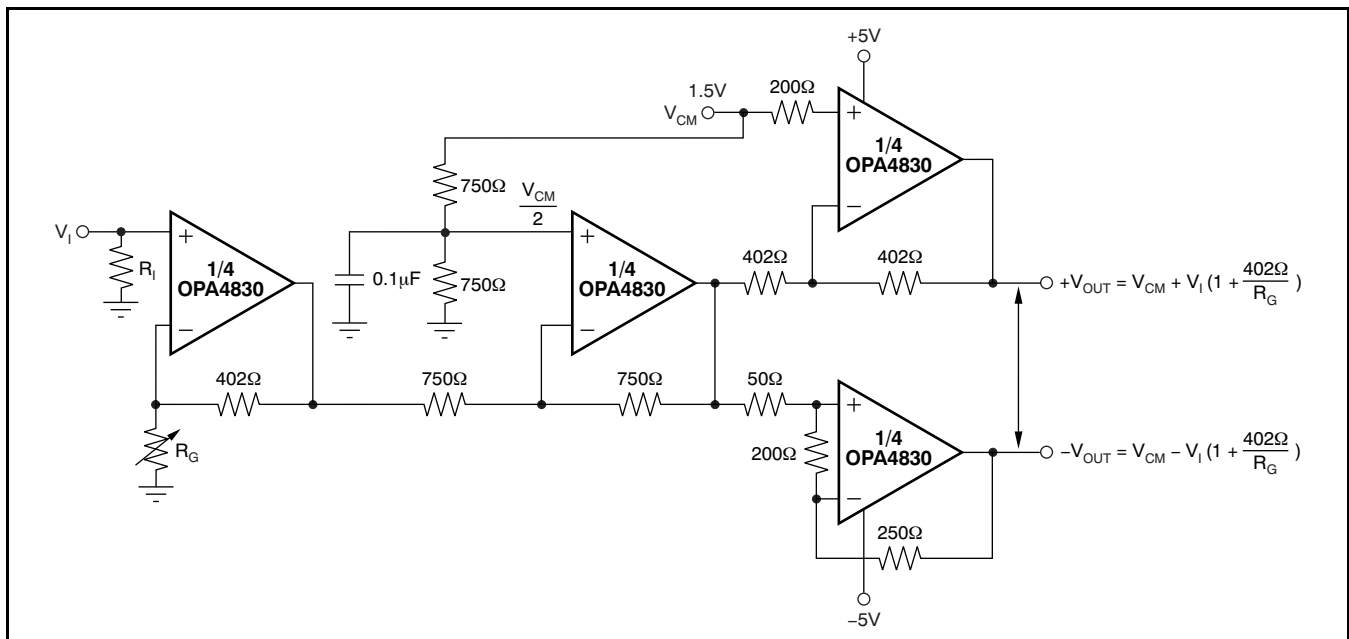 +5V
1.5V
V_CM
200Ω
+
1/4
OPA4830
−
750Ω
V_CM/2
V_I
+
R_I
1/4
OPA4830
−
0.1μF
750Ω
+
1/4
OPA4830
−
402Ω
402Ω
+V_OUT = V_CM + V_I (1 + 402Ω/R_G )
402Ω
750Ω
750Ω
50Ω
R_G
200Ω
+
1/4
OPA4830
−
−V_OUT = V_CM − V_I (1 + 402Ω/R_G )
250Ω
−5V